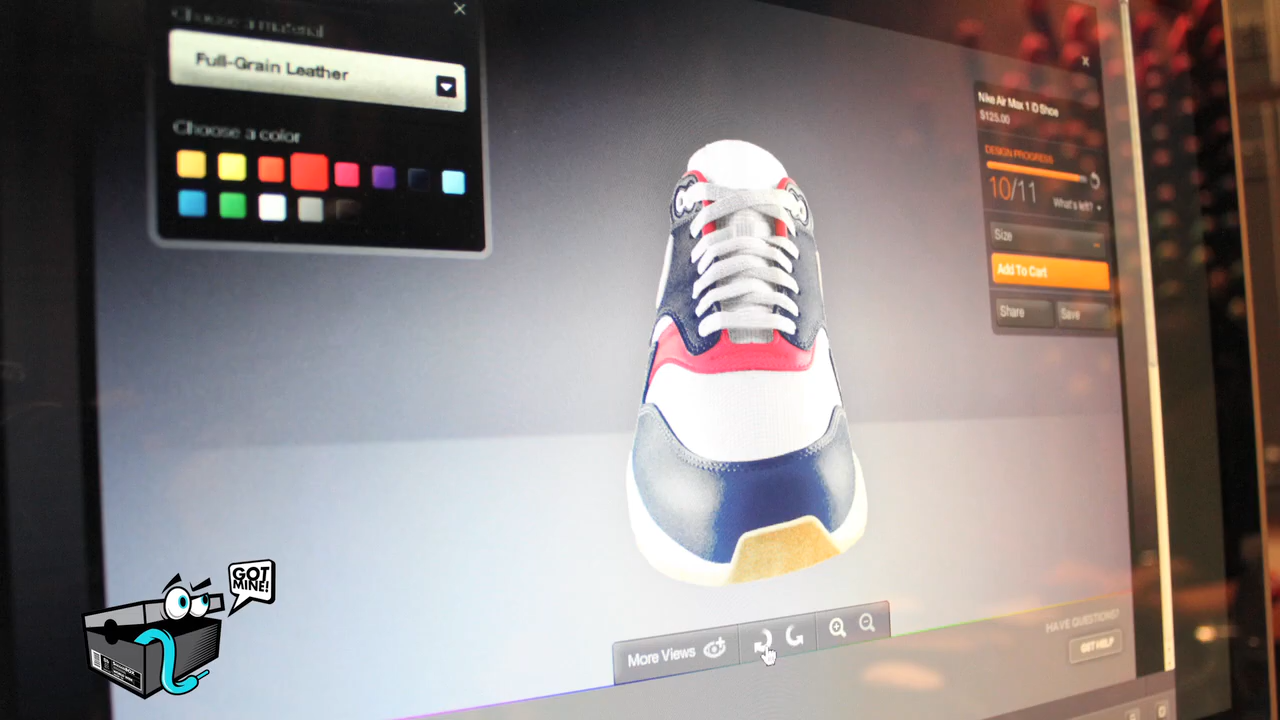 Choose a material
Full-Grain Leather
Choose a color
Nike Air Max 1 iD Shoe
$125.00
DESIGN PROGRESS
10/11
What's left?
Size
Add To Cart
Share
Save
GOT
MINE!
More Views
HAVE QUESTIONS?
GET HELP